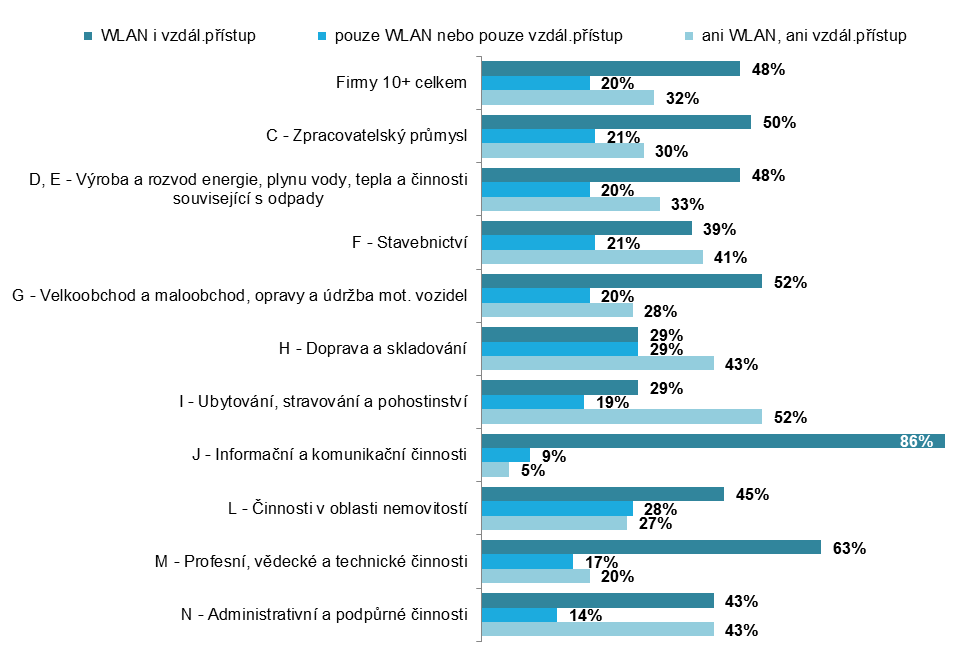 WLAN i vzdál.přístup pouze WLAN nebo pouze vzdál.přístup ani WLAN, ani vzdál.přístup
Firmy 10+ celkem
48%
20%
32%
C - Zpracovatelský průmysl
50%
21%
30%
D, E - Výroba a rozvod energie, plynu vody, tepla a činnosti
související s odpady
48%
20%
33%
F - Stavebnictví
39%
21%
41%
G - Velkoobchod a maloobchod, opravy a údržba mot. vozidel
52%
20%
28%
H - Doprava a skladování
29%
29%
43%
I - Ubytování, stravování a pohostinství
29%
19%
52%
J - Informační a komunikační činnosti
86%
9%
5%
L - Činnosti v oblasti nemovitostí
45%
28%
27%
M - Profesní, vědecké a technické činnosti
63%
17%
20%
N - Administrativní a podpůrné činnosti
43%
14%
43%